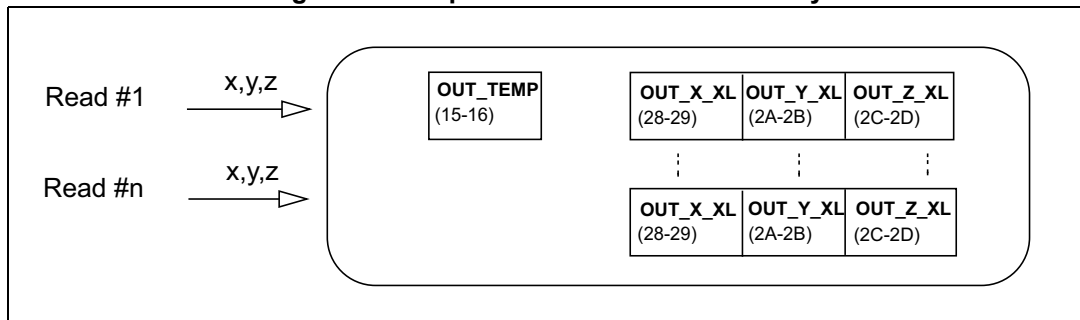 Read #1
x,y,z
OUT_TEMP
(15-16)
OUT_X_XL OUT_Y_XL OUT_Z_XL
(28-29) (2A-2B) (2C-2D)
Read #n
x,y,z
OUT_X_XL OUT_Y_XL OUT_Z_XL
(28-29) (2A-2B) (2C-2D)